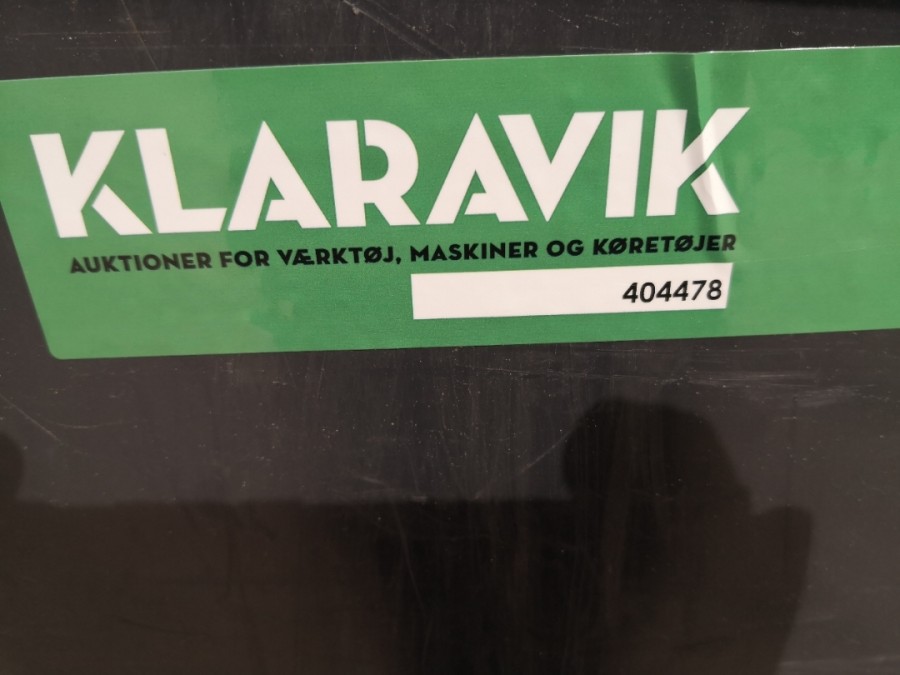 KLARAVIK
AUKTIONER FOR VÆRKTØJ, MASKINER OG KØRETØJER
404478